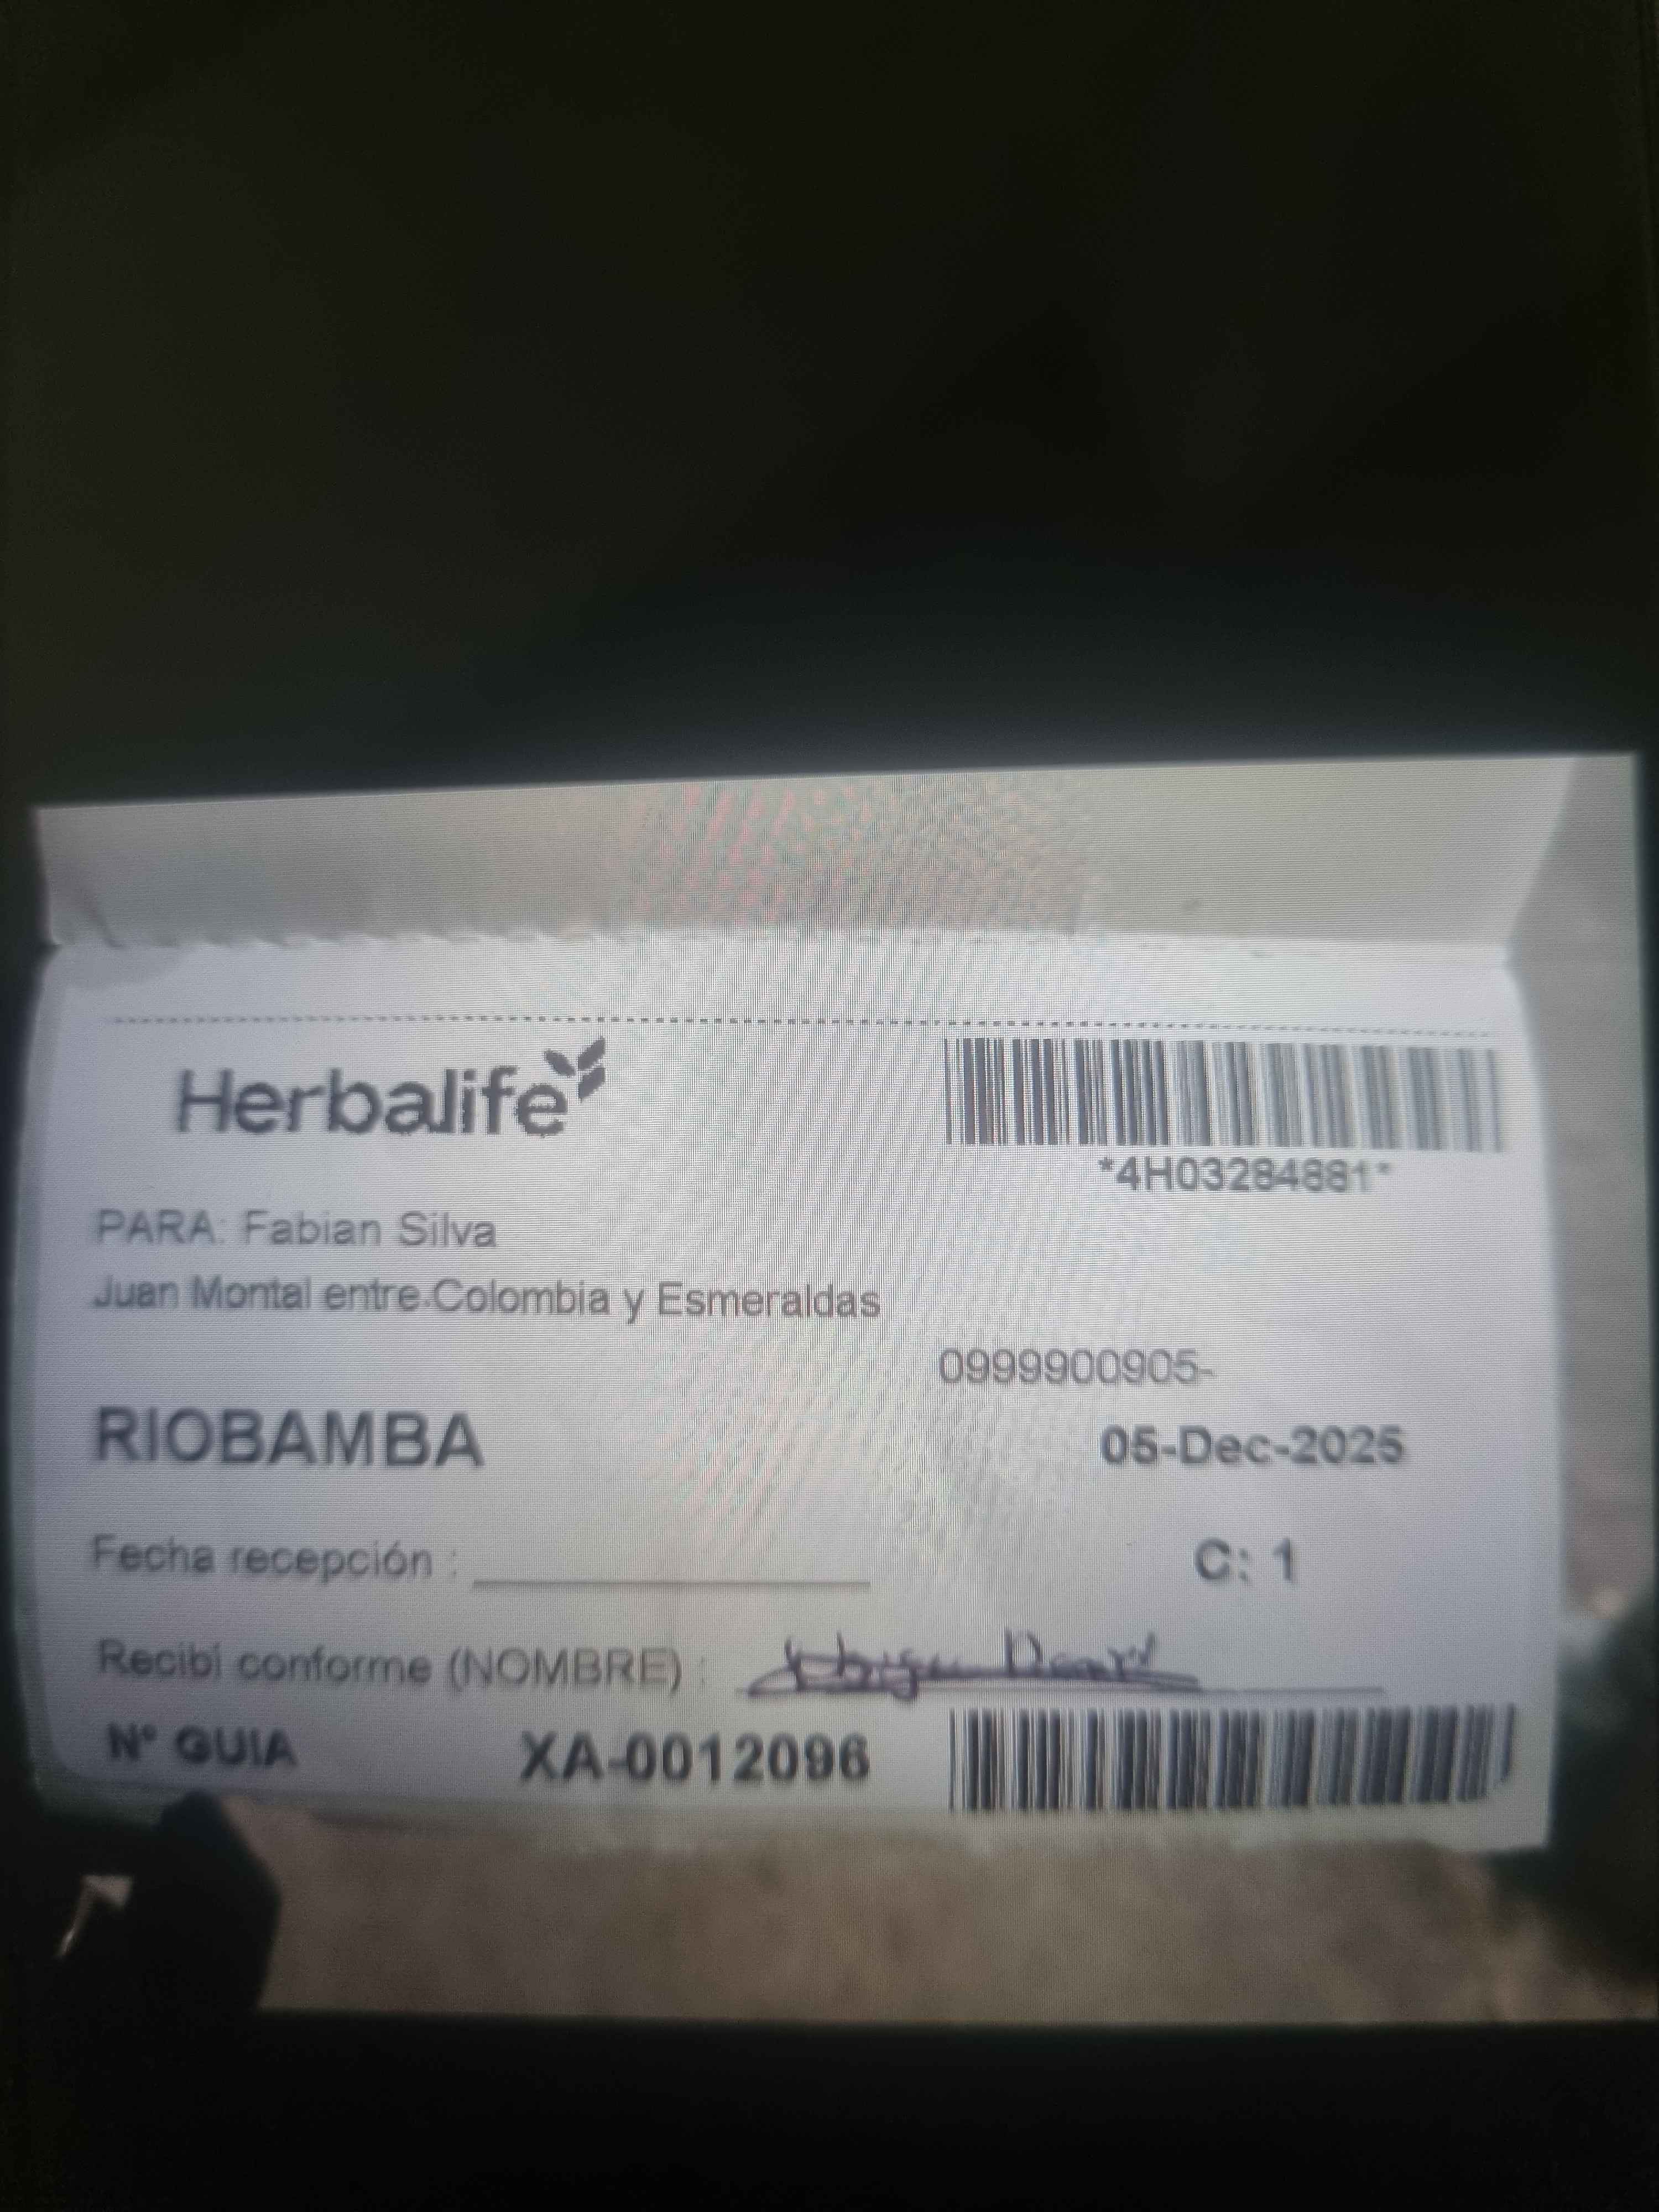 Herbalife
*4H03284881*
PARA: Fabian Silva
Juan Montal entre Colombia y Esmeraldas
0999900905-
RIOBAMBA
05-Dec-2025
Fecha recepción :
C: 1
Recibí conforme (NOMBRE) :
Nº GUIA XA-0012096